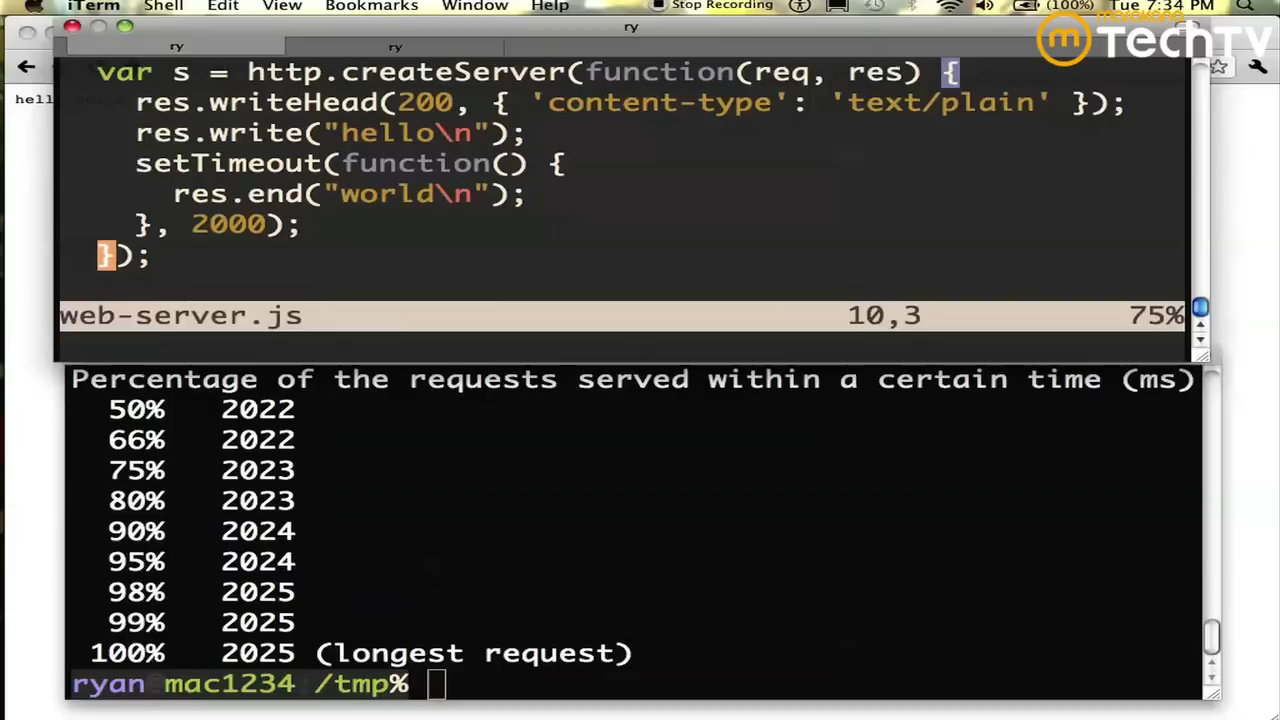 iTerm Shell Edit View Bookmarks Window Help Stop Recording (100%) Tue 7:34 PM
ry
ry ry
marakana
m TechTV
hell
var s = http.createServer(function(req, res) {
res.writeHead(200, { 'content-type': 'text/plain' });
res.write("hello\n");
setTimeout(function() {
res.end("world\n");
}, 2000);
});
web-server.js 10,3 75%
Percentage of the requests served within a certain time (ms)
50% 2022
66% 2022
75% 2023
80% 2023
90% 2024
95% 2024
98% 2025
99% 2025
100% 2025 (longest request)
ryan@mac1234:/tmp%